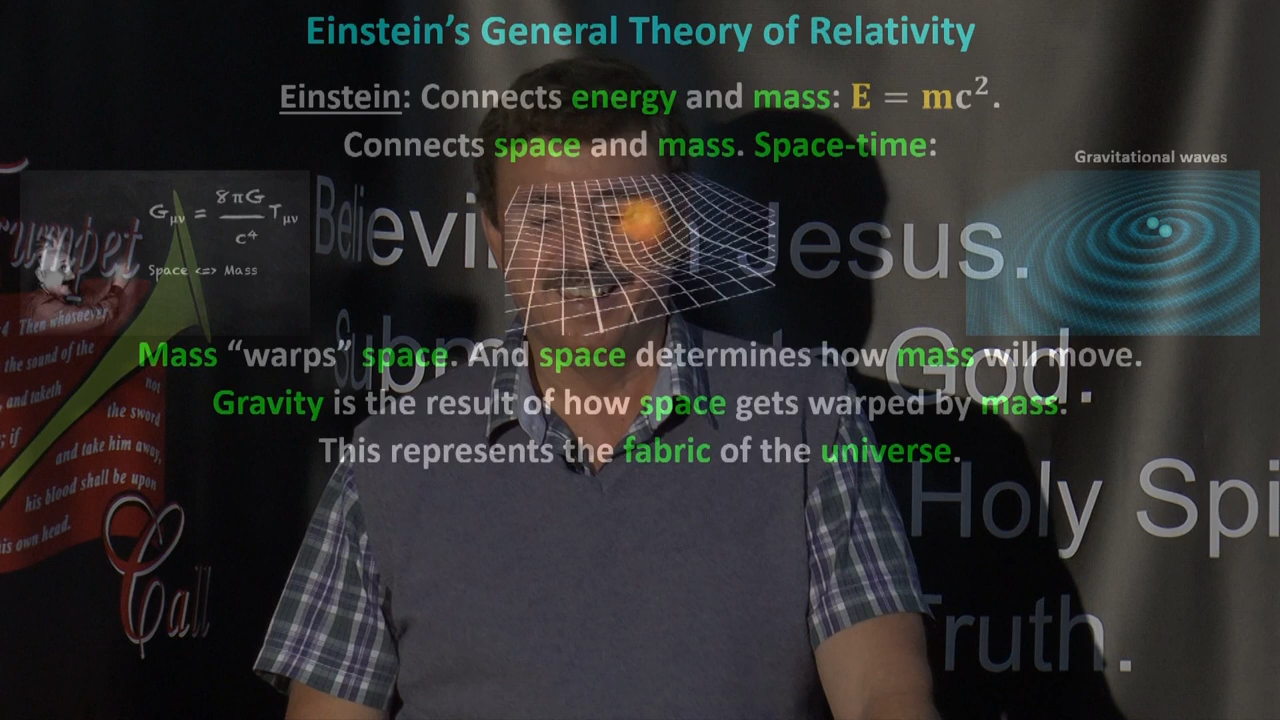 Einstein’s General Theory of Relativity
Einstein: Connects energy and mass: E = mc².
Connects space and mass. Space-time:
Gravitational waves
G_μν = 8πG/c⁴ T_μν
Space <=> Mass
Mass “warps” space. And space determines how mass will move.
Gravity is the result of how space gets warped by mass!
This represents the fabric of the universe.
Jesus.
God.
Holy Spi
Truth.
4 Then whosoever
the sound of the
, and taketh not
the sword
; if and take him away,
his blood shall be upon
his own head.
Call